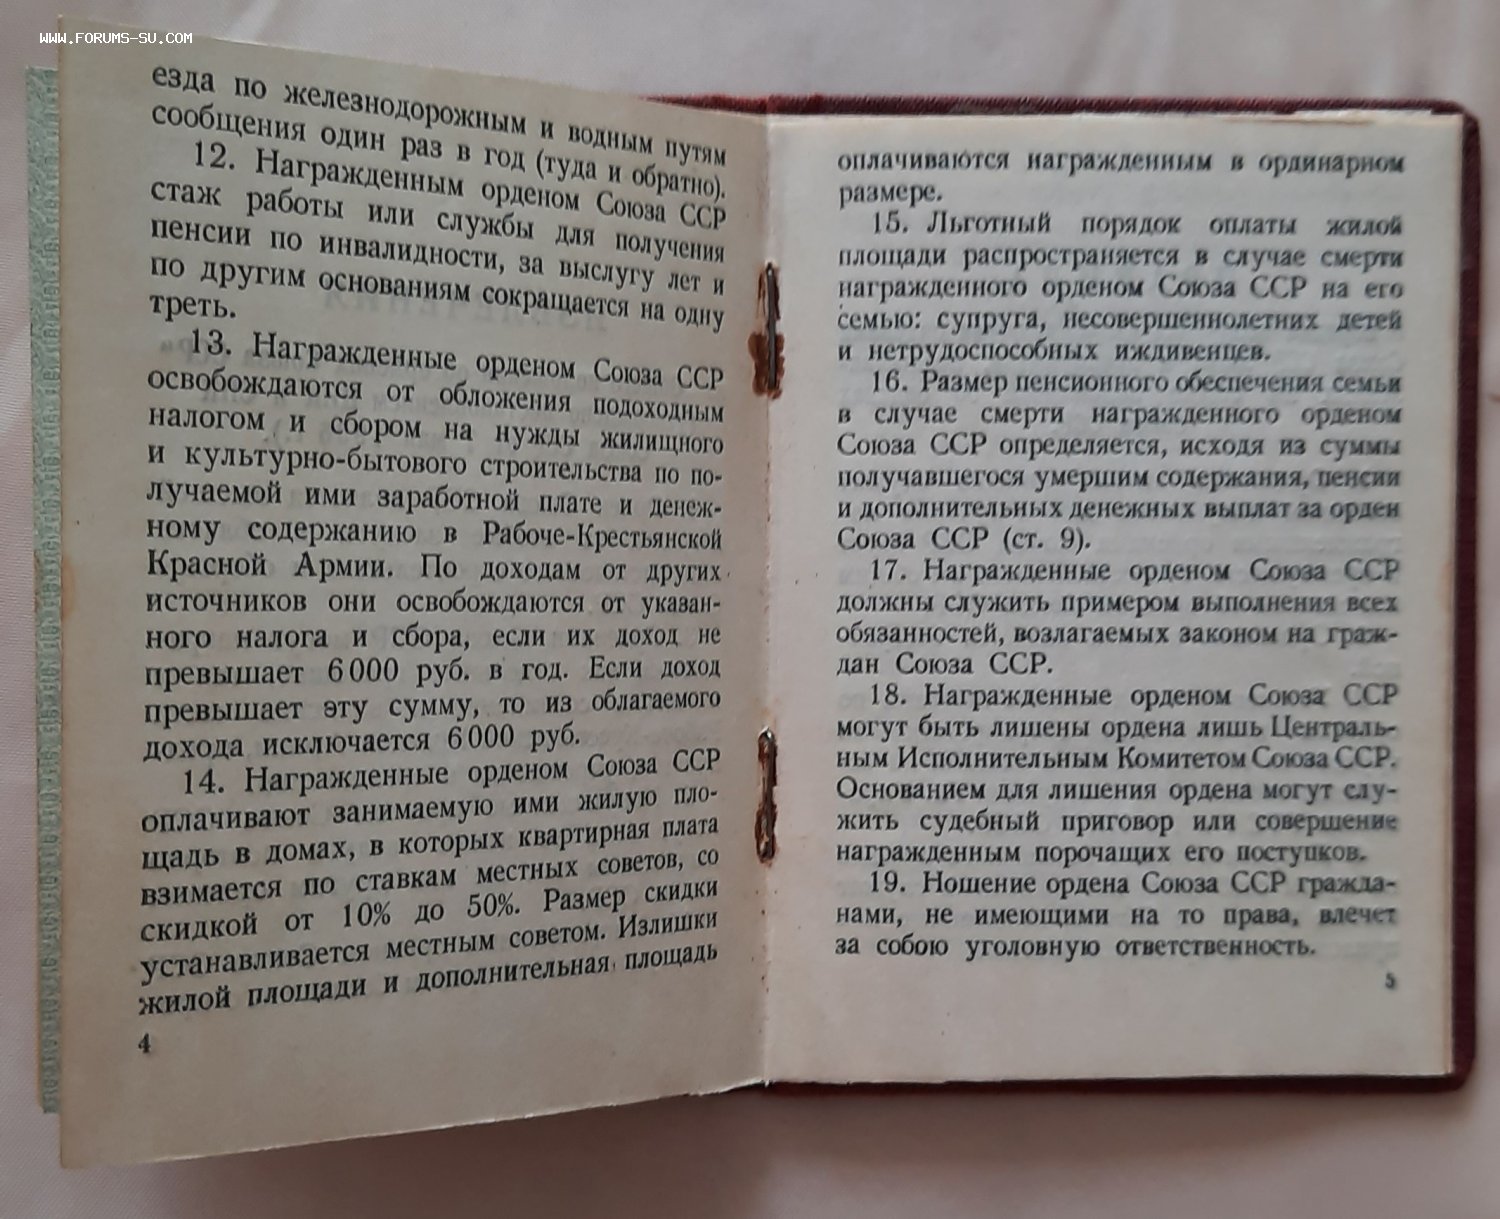 WWW.FORUMS-SU.COM
езда по железнодорожным и водным путям
сообщения один раз в год (туда и обратно).
12. Награжденным орденом Союза ССР
стаж работы или службы для получения
пенсии по инвалидности, за выслугу лет и
по другим основаниям сокращается на одну
треть.
13. Награжденные орденом Союза ССР
освобождаются от обложения подоходным
налогом и сбором на нужды жилищного
и культурно-бытового строительства по по-
лучаемой ими заработной плате и денеж-
ному содержанию в Рабоче-Крестьянской
Красной Армии. По доходам от других
источников они освобождаются от указан-
ного налога и сбора, если их доход не
превышает 6000 руб. в год. Если доход
превышает эту сумму, то из облагаемого
дохода исключается 6000 руб.
14. Награжденные орденом Союза ССР
оплачивают занимаемую ими жилую пло-
щадь в домах, в которых квартирная плата
взимается по ставкам местных советов, со
скидкой от 10% до 50%. Размер скидки
устанавливается местным советом. Излишки
жилой площади и дополнительная площадь
4
оплачиваются награжденным в ординарном
размере.
15. Льготный порядок оплаты жилой
площади распространяется в случае смерти
награжденного орденом Союза ССР на его
семью: супруга, несовершеннолетних детей
и нетрудоспособных иждивенцев.
16. Размер пенсионного обеспечения семьи
в случае смерти награжденного орденом
Союза ССР определяется, исходя из суммы
получавшегося умершим содержания, пенсии
и дополнительных денежных выплат за орден
Союза ССР (ст. 9).
17. Награжденные орденом Союза ССР
должны служить примером выполнения всех
обязанностей, возлагаемых законом на граж-
дан Союза ССР.
18. Награжденные орденом Союза ССР
могут быть лишены ордена лишь Централь-
ным Исполнительным Комитетом Союза ССР.
Основанием для лишения ордена могут слу-
жить судебный приговор или совершение
награжденным порочащих его поступков.
19. Ношение ордена Союза ССР гражда-
нами, не имеющими на то права, влечет
за собою уголовную ответственность.
5